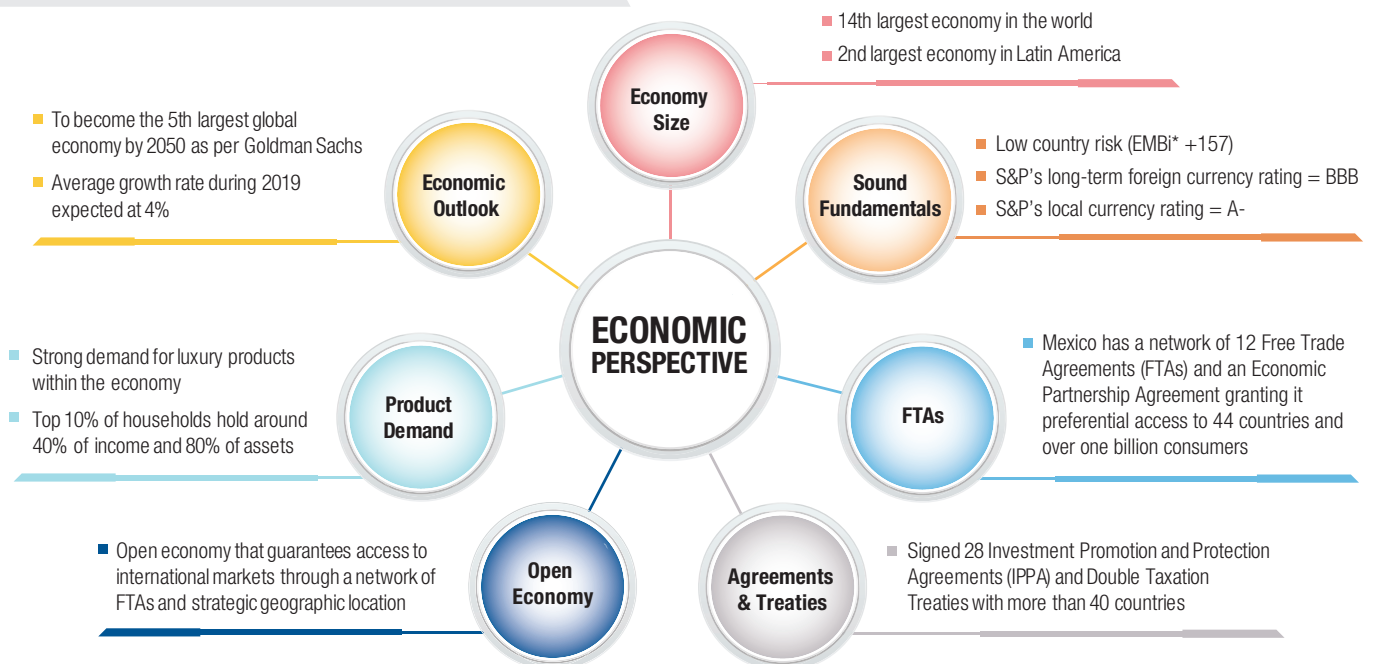 14th largest economy in the world
2nd largest economy in Latin America
Economy
Size
To become the 5th largest global
economy by 2050 as per Goldman Sachs
Average growth rate during 2019
expected at 4%
Economic
Outlook
Sound
Fundamentals
Low country risk (EMBi* +157)
S&P's long-term foreign currency rating = BBB
S&P's local currency rating = A-
ECONOMIC
PERSPECTIVE
Strong demand for luxury products
within the economy
Top 10% of households hold around
40% of income and 80% of assets
Product
Demand
FTAs
Mexico has a network of 12 Free Trade
Agreements (FTAs) and an Economic
Partnership Agreement granting it
preferential access to 44 countries and
over one billion consumers
Open economy that guarantees access to
international markets through a network of
FTAs and strategic geographic location
Open
Economy
Agreements
& Treaties
Signed 28 Investment Promotion and Protection
Agreements (IPPA) and Double Taxation
Treaties with more than 40 countries